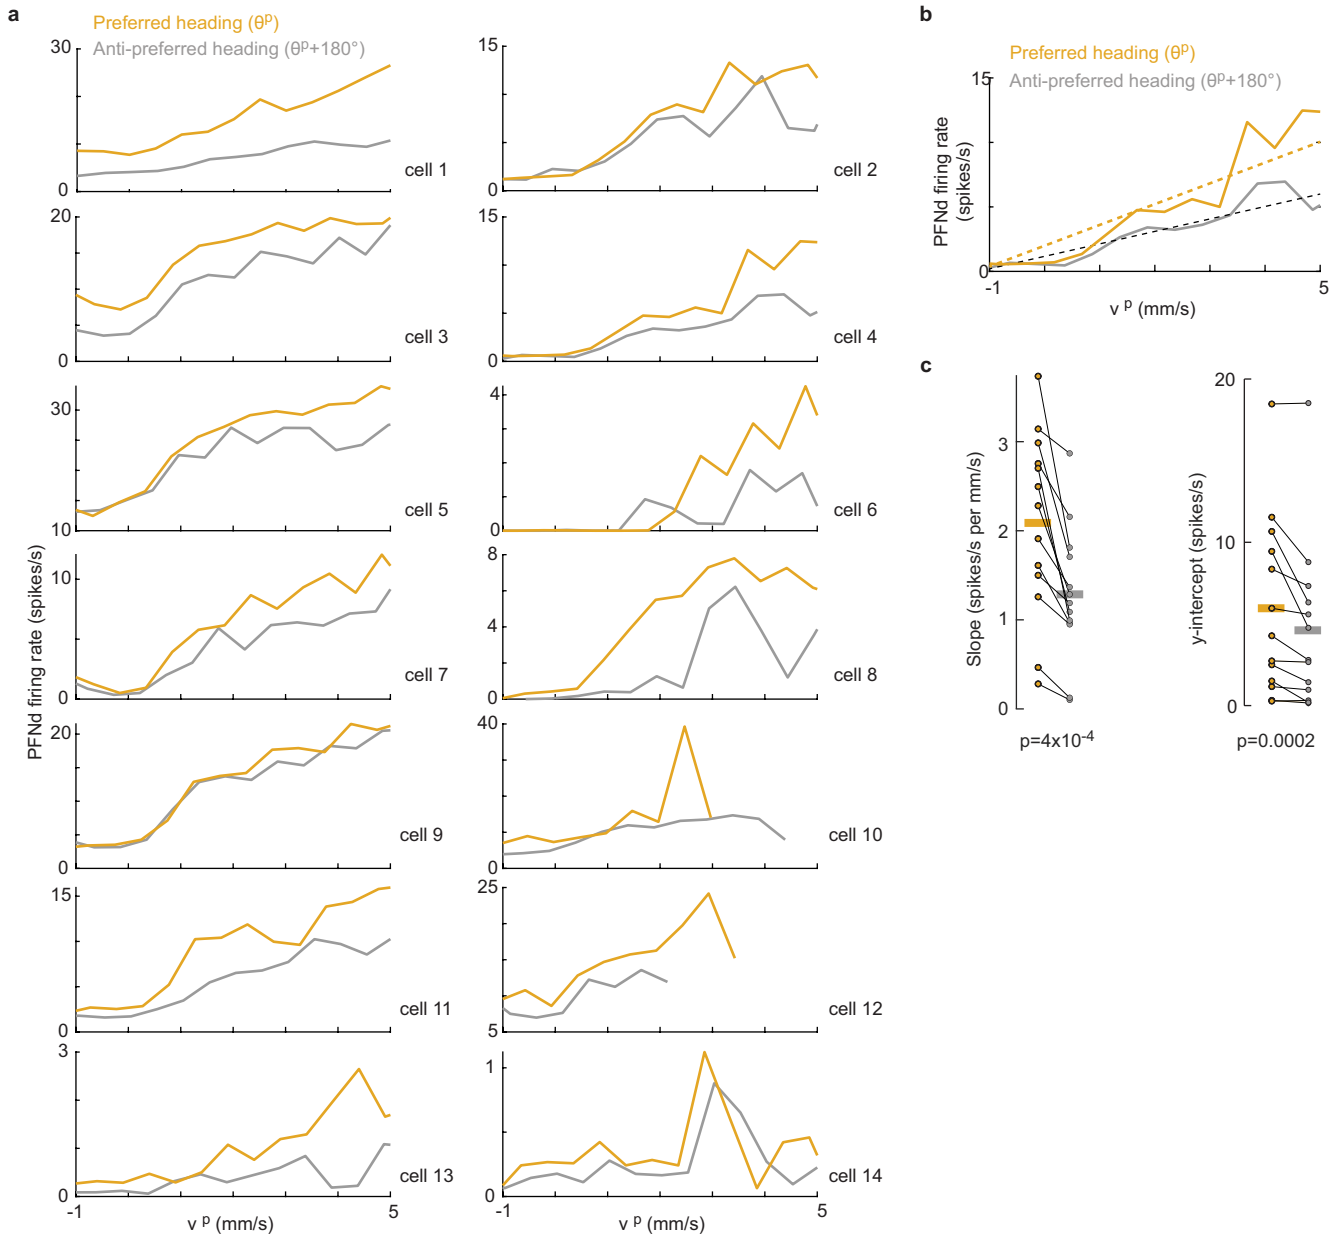 a
Preferred heading (θᵖ)
Anti-preferred heading (θᵖ+180°)
30
0
cell 1
15
0
cell 2
20
0
cell 3
15
0
cell 4
30
10
cell 5
4
0
cell 6
10
0
cell 7
8
0
cell 8
20
0
cell 9
40
0
cell 10
15
0
cell 11
25
5
cell 12
3
0
cell 13
1
0
cell 14
PFNd firing rate (spikes/s)
-1
5
v ᵖ (mm/s)
-1
5
v ᵖ (mm/s)
b
Preferred heading (θᵖ)
Anti-preferred heading (θᵖ+180°)
15
0
PFNd firing rate
(spikes/s)
-1
5
v ᵖ (mm/s)
c
Slope (spikes/s per mm/s)
3
2
1
0
p=4x10⁻⁴
y-intercept (spikes/s)
20
10
0
p=0.0002